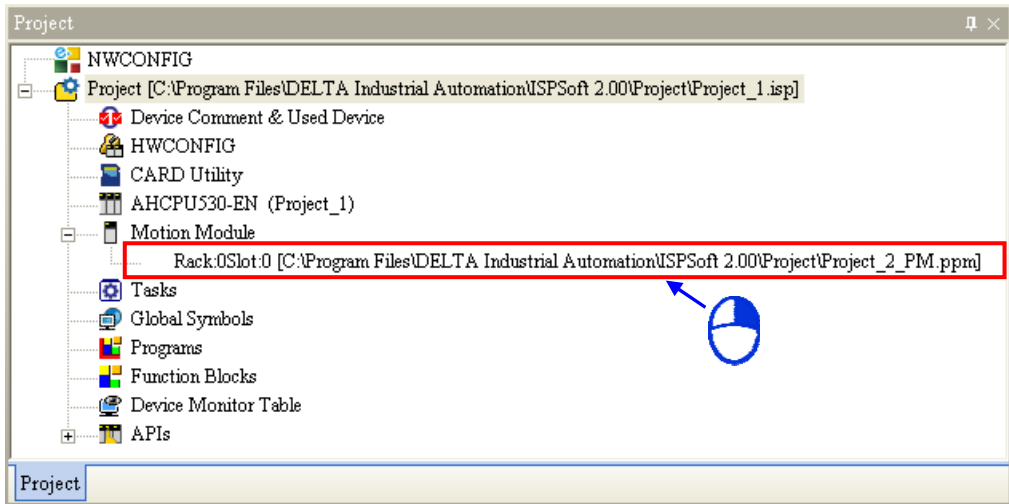 Project
NWCONFIG
Project [C:\Program Files\DELTA Industrial Automation\ISPSoft 2.00\Project\Project_1.isp]
Device Comment & Used Device
HWCONFIG
CARD Utility
AHCPU530-EN (Project_1)
Motion Module
Rack:0Slot:0 [C:\Program Files\DELTA Industrial Automation\ISPSoft 2.00\Project\Project_2_PM.ppm]
Tasks
Global Symbols
Programs
Function Blocks
Device Monitor Table
APIs
Project